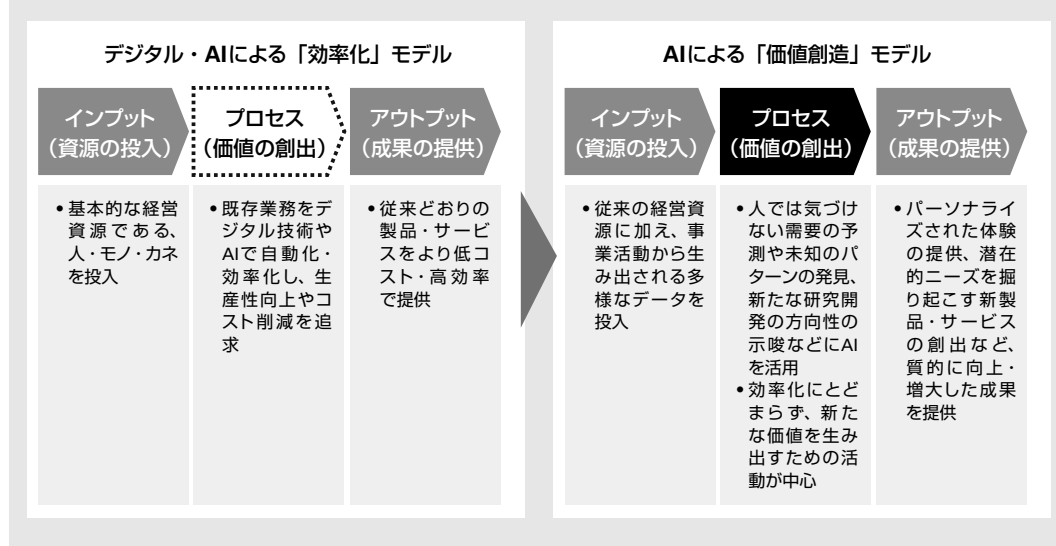 デジタル・AIによる「効率化」モデル
インプット
（資源の投入）
プロセス
（価値の創出）
アウトプット
（成果の提供）
•基本的な経営
資源である、
人・モノ・カネ
を投入
•既存業務をデ
ジタル技術や
AIで自動化・
効率化し、生
産性向上やコ
スト削減を追
求
•従来どおりの
製品・サービ
スをより低コ
スト・高効率
で提供
AIによる「価値創造」モデル
インプット
（資源の投入）
プロセス
（価値の創出）
アウトプット
（成果の提供）
•従来の経営資
源に加え、事
業活動から生
み出される多
様なデータを
投入
•人では気づけ
ない需要の予
測や未知のパ
ターンの発見、
新たな研究開
発の方向性の
示唆などにAI
を活用
•効率化にとど
まらず、新た
な価値を生み
出すための活
動が中心
•パーソナライ
ズされた体験
の提供、潜在
的ニーズを掘
り起こす新製
品・サービス
の創出など、
質的に向上・
増大した成果
を提供